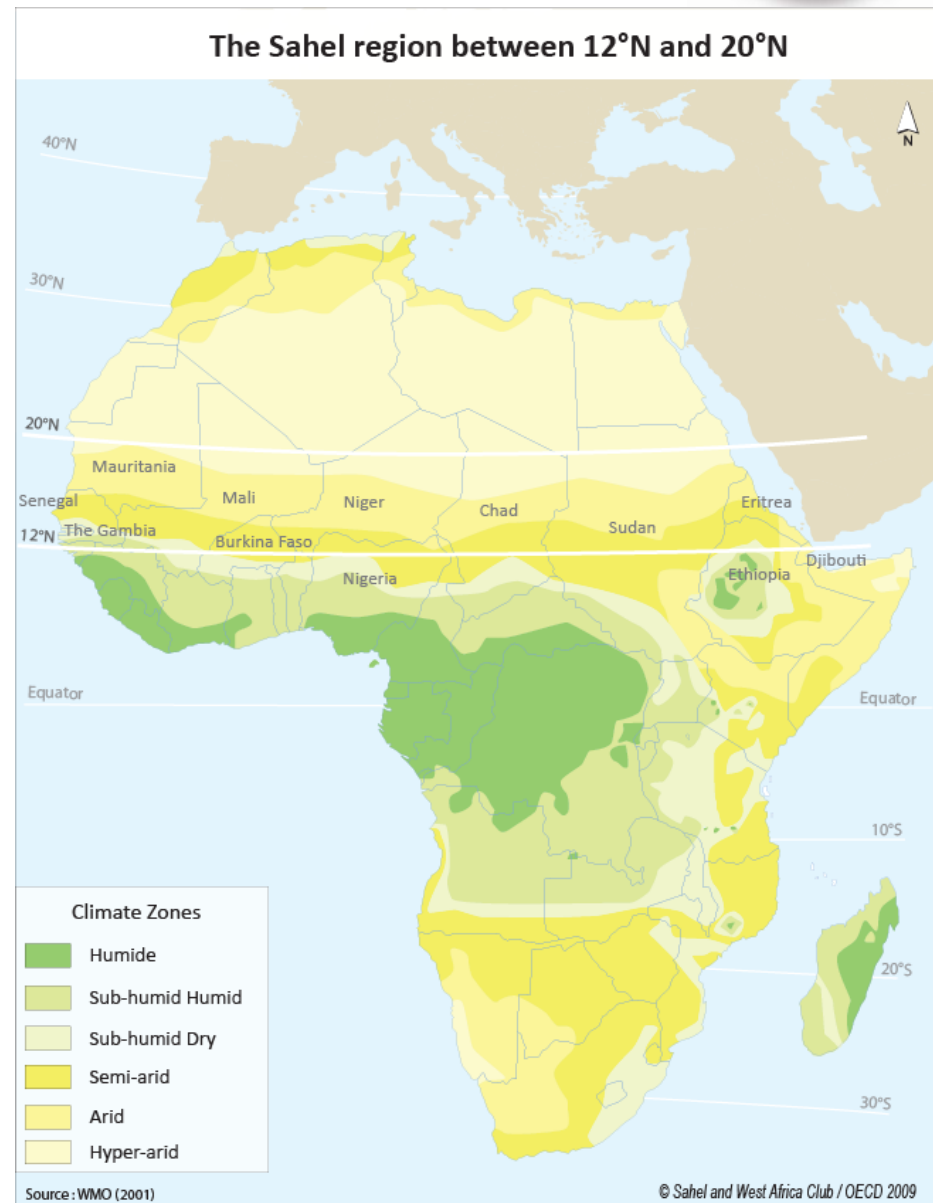 The Sahel region between 12°N and 20°N
N
40°N
30°N
20°N
Mauritania
Senegal
Mali
Niger
Chad
Eritrea
Sudan
The Gambia
12°N
Burkina Faso
Djibouti
Nigeria
Ethiopia
Equator
Equator
10°S
20°S
30°S
Climate Zones
Humide
Sub-humid Humid
Sub-humid Dry
Semi-arid
Arid
Hyper-arid
Source : WMO (2001)
© Sahel and West Africa Club / OECD 2009